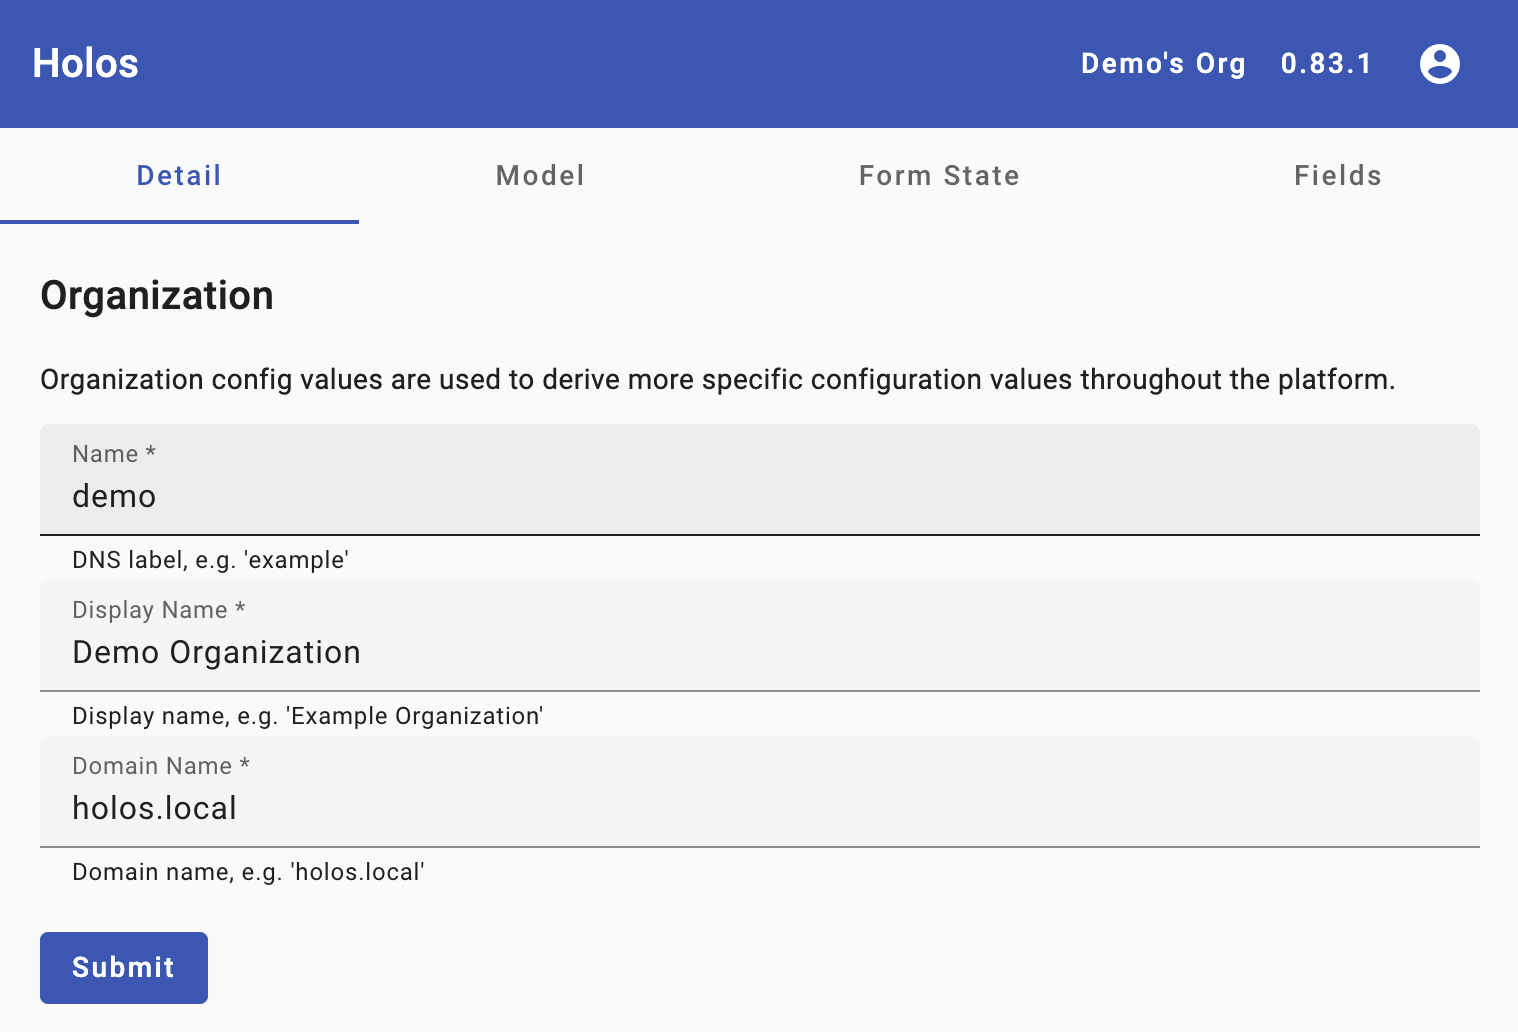 Holos
Demo's Org 0.83.1
Detail Model Form State Fields
Organization
Organization config values are used to derive more specific configuration values throughout the platform.
Name *
demo
DNS label, e.g. 'example'
Display Name *
Demo Organization
Display name, e.g. 'Example Organization'
Domain Name *
holos.local
Domain name, e.g. 'holos.local'
Submit